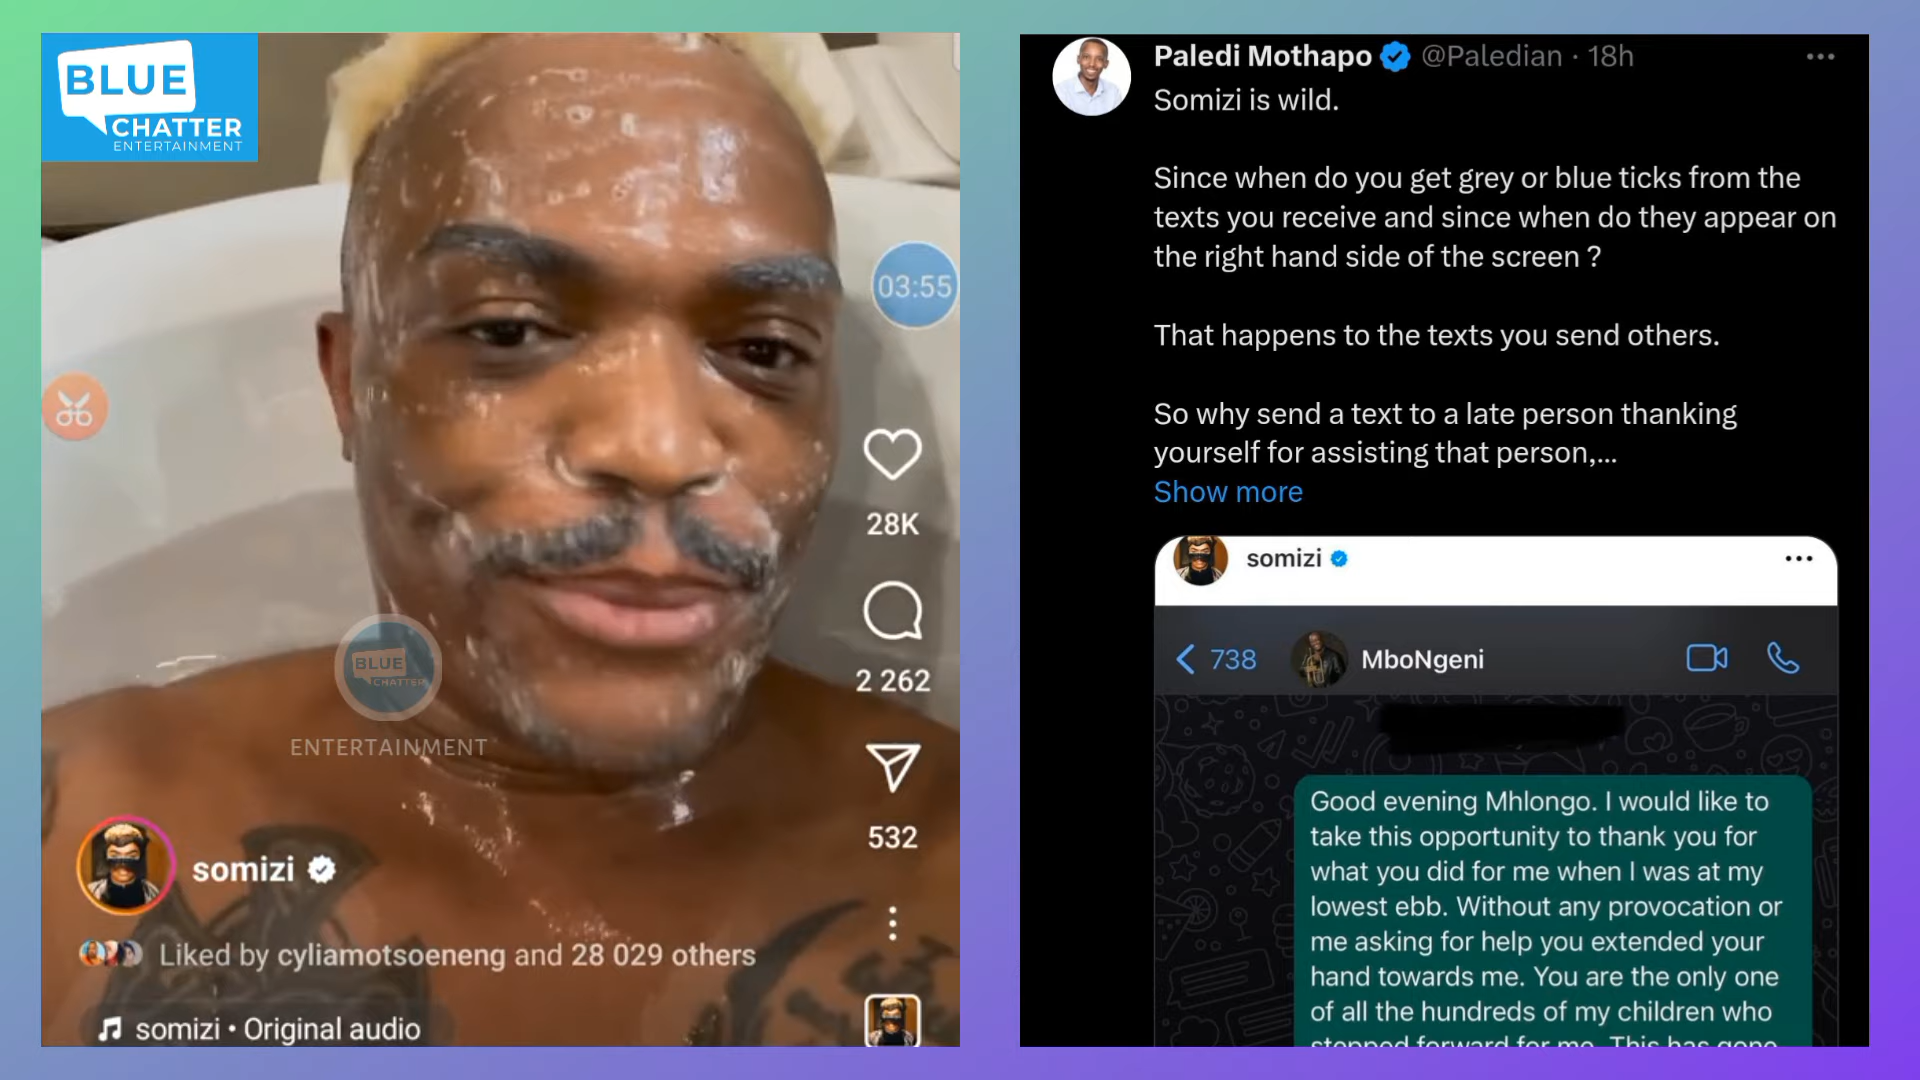 BLUE
CHATTER
ENTERTAINMENT
03:55
28K
BLUE
CHATTER
ENTERTAINMENT
2 262
532
somizi
Liked by cyliamotsoeneng and 28 029 others
somizi • Original audio
Paledi Mothapo @Paledian · 18h
Somizi is wild.
Since when do you get grey or blue ticks from the
texts you receive and since when do they appear on
the right hand side of the screen ?
That happens to the texts you send others.
So why send a text to a late person thanking
yourself for assisting that person,...
Show more
somizi
738 MboNgeni
Good evening Mhlongo. I would like to
take this opportunity to thank you for
what you did for me when I was at my
lowest ebb. Without any provocation or
me asking for help you extended your
hand towards me. You are the only one
of all the hundreds of my children who
stepped forward for me. This has gone